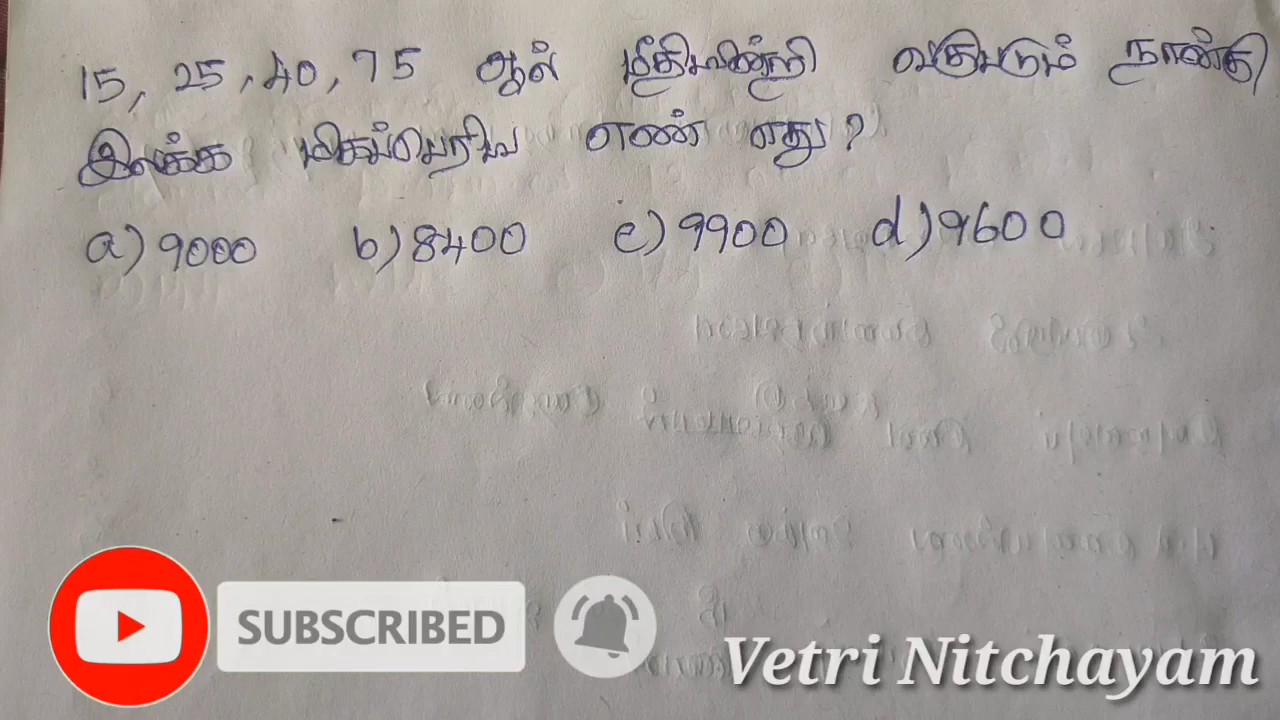 15, 25, 40, 75 ஆல் மீதியின்றி வகுபடும் நான்கு
இலக்க மிகப்பெரிய எண் எது?
a) 9000 b) 8400 c) 9900 d) 9600
SUBSCRIBED
Vetri Nitchayam